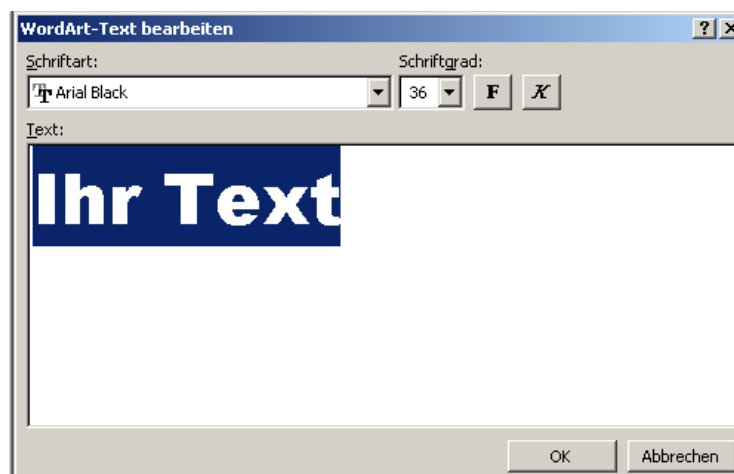 WordArt-Text bearbeiten
Schriftart: Schriftgrad:
Arial Black 36 F K
Text:
Ihr Text
OK Abbrechen